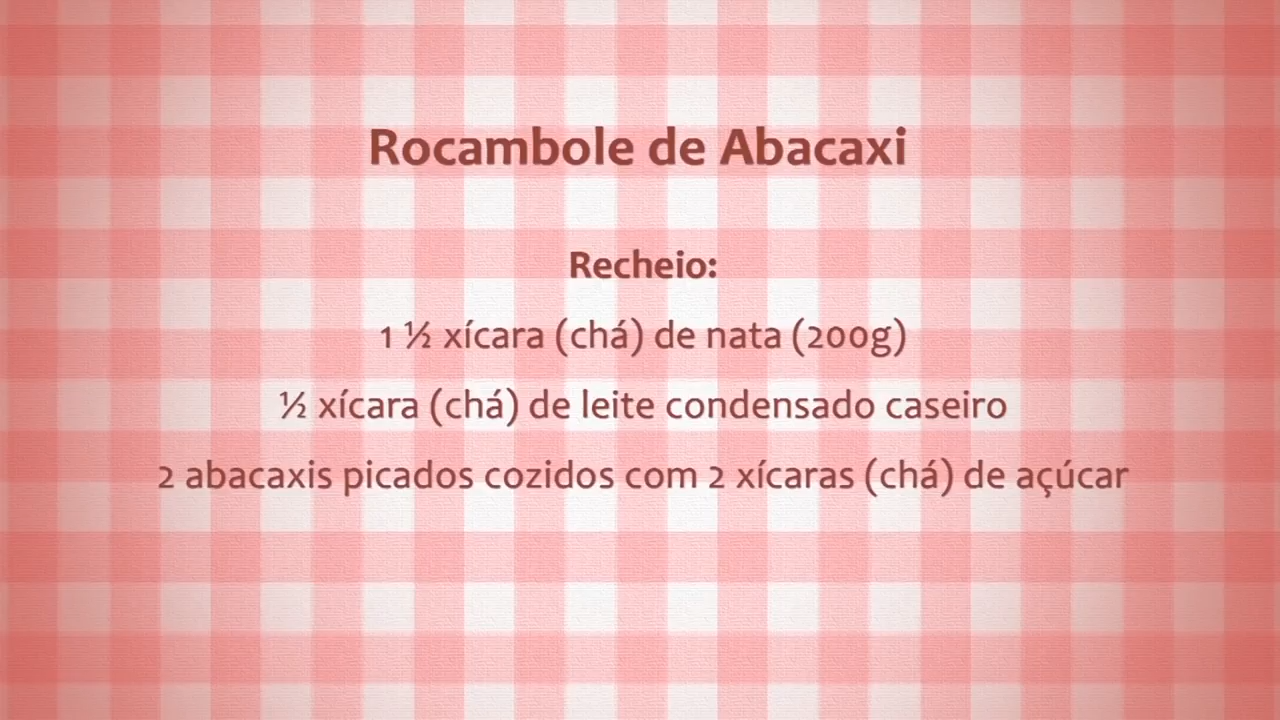 Rocambole de Abacaxi
Recheio:
1 ½ xícara (chá) de nata (200g)
½ xícara (chá) de leite condensado caseiro
2 abacaxis picados cozidos com 2 xícaras (chá) de açúcar